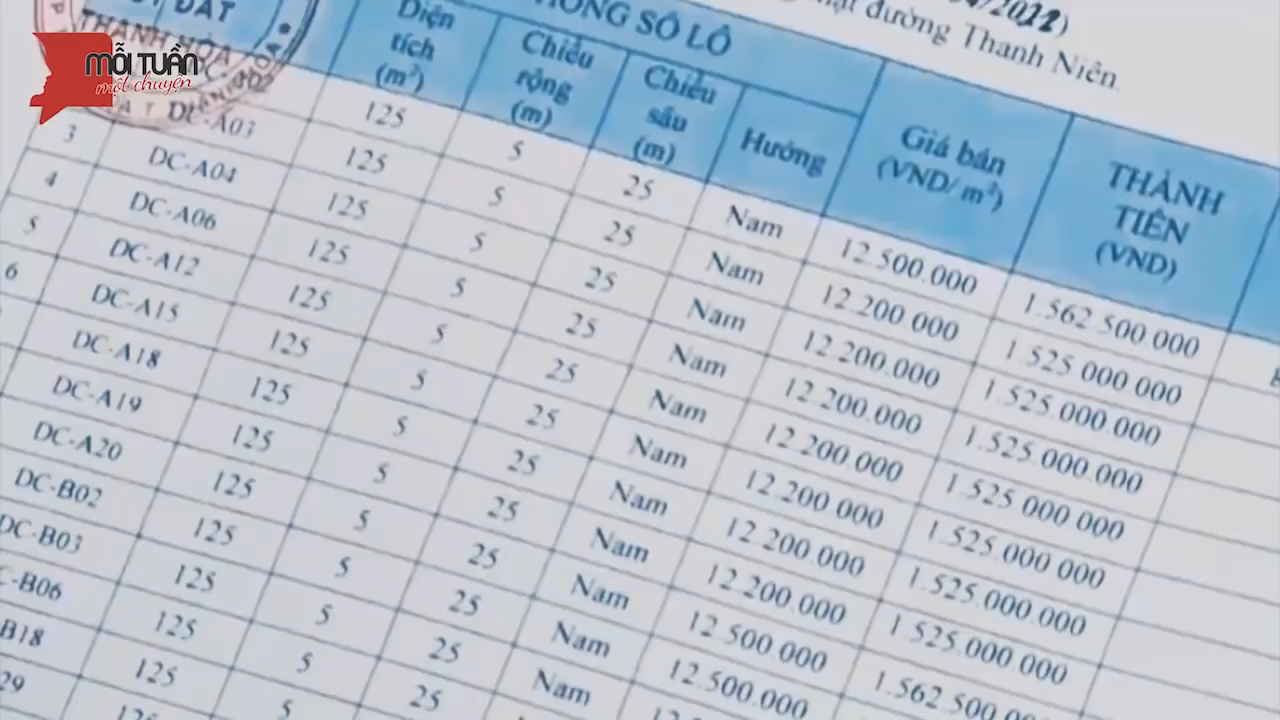 MỖI TUẦN
một chuyện
THÔNG SỐ LÔ
đường Thanh Niên
Diện tích (m²) Chiều rộng (m) Chiều sâu (m) Hướng Giá bán (VND/m²) THÀNH TIỀN (VND)
125 5 25 Nam 12 500.000 1.562 500 000
DC-A03 125 5 25 Nam 12 200 000 1 525 000 000
3 DC-A04 125 5 25 Nam 12 200.000 1.525 000.000
4 DC-A06 125 5 25 Nam 12 200.000 1.525 000 000
5 DC-A12 125 5 25 Nam 12 200 000 1.525 000 000
6 DC-A15 125 5 25 Nam 12 200.000 1.525 000 000
DC-A18 125 5 25 Nam 12 200 000 1.525.000 000
DC-A19 125 5 25 Nam 12 200.000 1 525 000 000
DC-A20 125 5 25 Nam 12 500 000 1.562 500
DC-B02 125 5 25 Nam 12.500.000
DC-B03 125 5 25 Nam
C-B06 125 5 25
B18 125 5
29